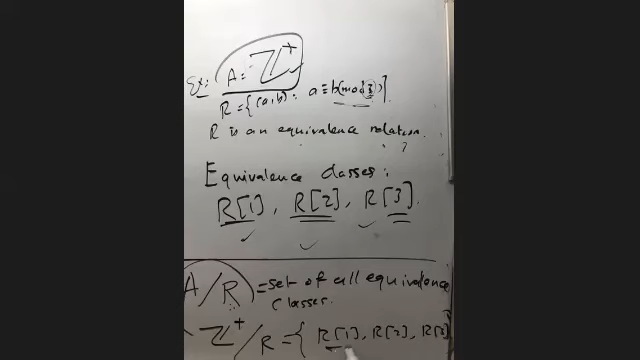 Ex: A = ℤ⁺
R = {(a,b): a ≡ b(mod 3)}
R is an equivalence relation.
Equivalence classes:
R[1], R[2], R[3].
A/R = set of all equivalence
classes.
ℤ⁺/R = { R[1], R[2], R[3]